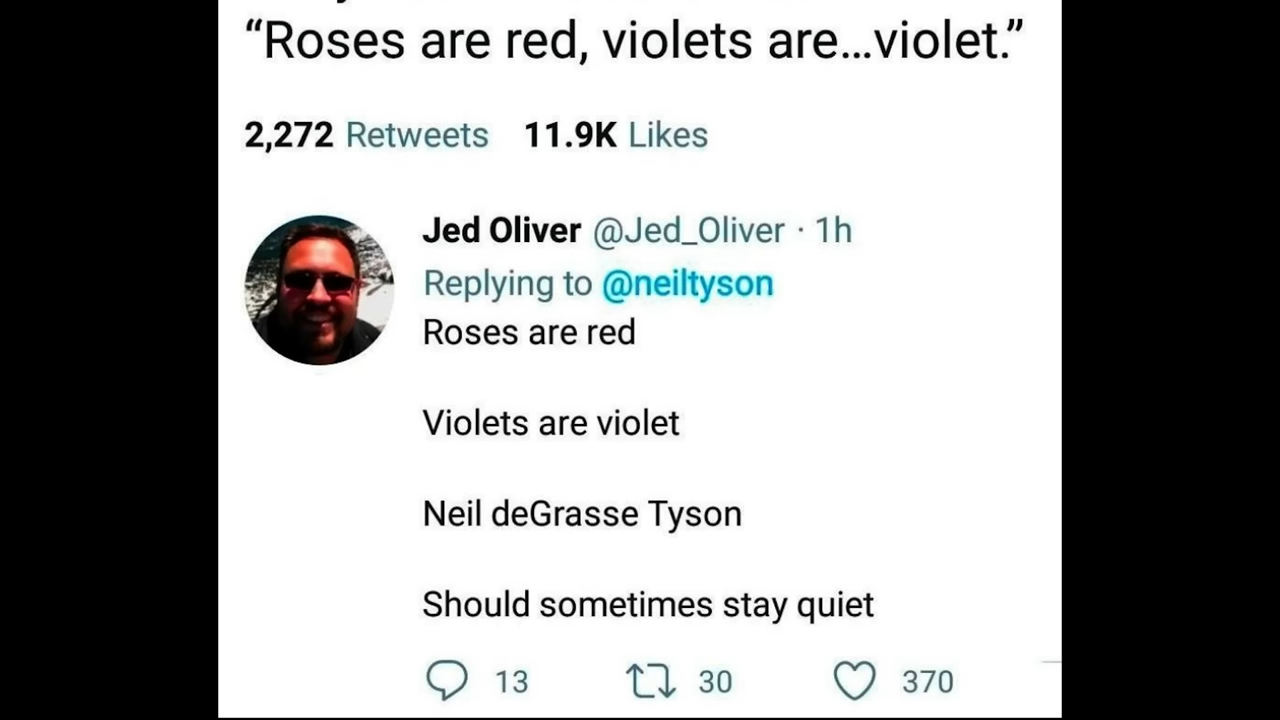 “Roses are red, violets are...violet.”
2,272 Retweets 11.9K Likes
Jed Oliver @Jed_Oliver · 1h
Replying to @neiltyson
Roses are red
Violets are violet
Neil deGrasse Tyson
Should sometimes stay quiet
13 30 370